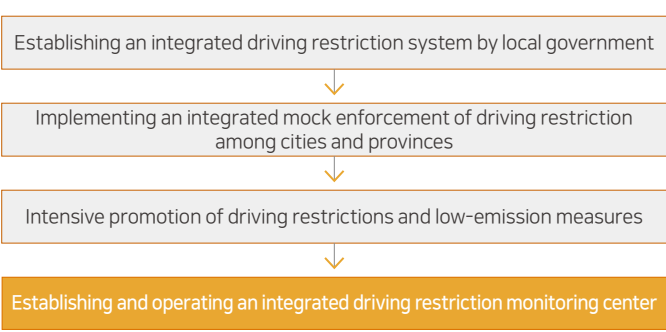 Establishing an integrated driving restriction system by local government
Implementing an integrated mock enforcement of driving restriction
among cities and provinces
Intensive promotion of driving restrictions and low-emission measures
Establishing and operating an integrated driving restriction monitoring center